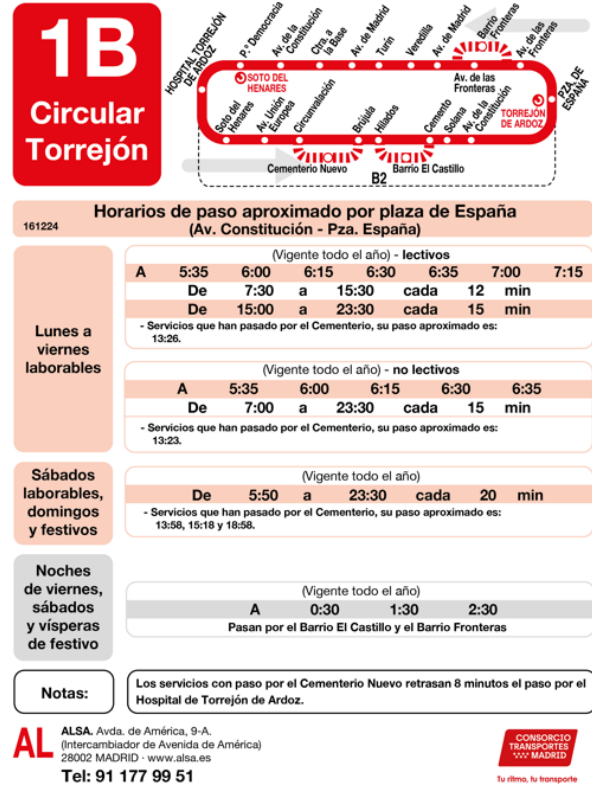 1B
Circular
Torrejón
HOSPITAL TORREJÓN
DE ARDOZ
P.º Democracia
Av. de la
Constitución
Ctra. a
la Base
Av. de Madrid
Turín
Veredilla
Av. de Madrid
Barrio
Fronteras
Av. de las
Fronteras
SOTO DEL
HENARES
Av. de las
Fronteras
PZA. DE
ESPAÑA
TORREJÓN
DE ARDOZ
Soto del
Henares
Av. Unión
Europea
Circunvalación
Brújula
Hilados
Cemento
Solana
Av. de la
Constitución
Cementerio Nuevo
Barrio El Castillo
B2
161224
Horarios de paso aproximado por plaza de España
(Av. Constitución - Pza. España)
Lunes a
viernes
laborables
(Vigente todo el año) - lectivos
A 5:35 6:00 6:15 6:30 6:35 7:00 7:15
De 7:30 a 15:30 cada 12 min
De 15:00 a 23:30 cada 15 min
- Servicios que han pasado por el Cementerio, su paso aproximado es:
13:26.
(Vigente todo el año) - no lectivos
A 5:35 6:00 6:15 6:30 6:35
De 7:00 a 23:30 cada 15 min
- Servicios que han pasado por el Cementerio, su paso aproximado es:
13:23.
Sábados
laborables,
domingos
y festivos
(Vigente todo el año)
De 5:50 a 23:30 cada 20 min
- Servicios que han pasado por el Cementerio, su paso aproximado es:
13:58, 15:18 y 18:58.
Noches
de viernes,
sábados
y vísperas
de festivo
(Vigente todo el año)
A 0:30 1:30 2:30
Pasan por el Barrio El Castillo y el Barrio Fronteras
Notas:
Los servicios con paso por el Cementerio Nuevo retrasan 8 minutos el paso por el
Hospital de Torrejón de Ardoz.
AL
ALSA. Avda. de América, 9-A.
(Intercambiador de Avenida de América)
28002 MADRID · www.alsa.es
Tel: 91 177 99 51
CONSORCIO
TRANSPORTES
MADRID
Tu ritmo, tu transporte